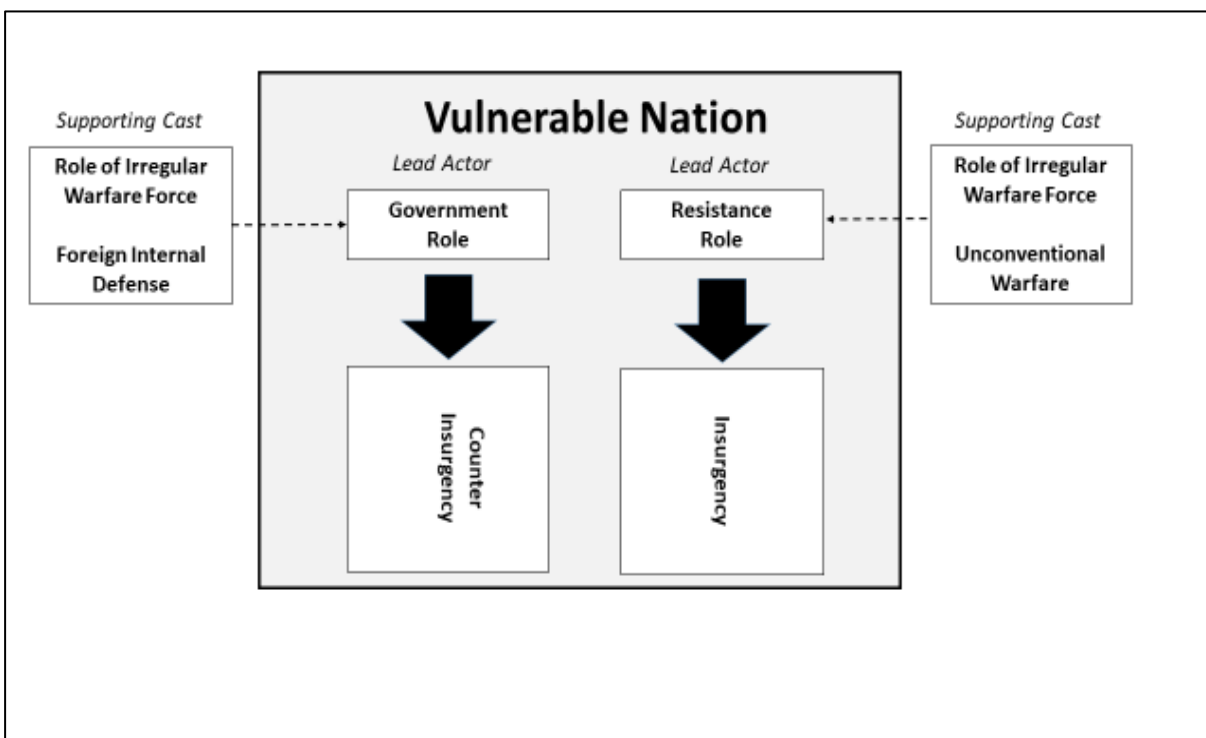 Vulnerable Nation
Supporting Cast
Role of Irregular
Warfare Force
Foreign Internal
Defense
Lead Actor
Government
Role
Counter
Insurgency
Lead Actor
Resistance
Role
Insurgency
Supporting Cast
Role of Irregular
Warfare Force
Unconventional
Warfare